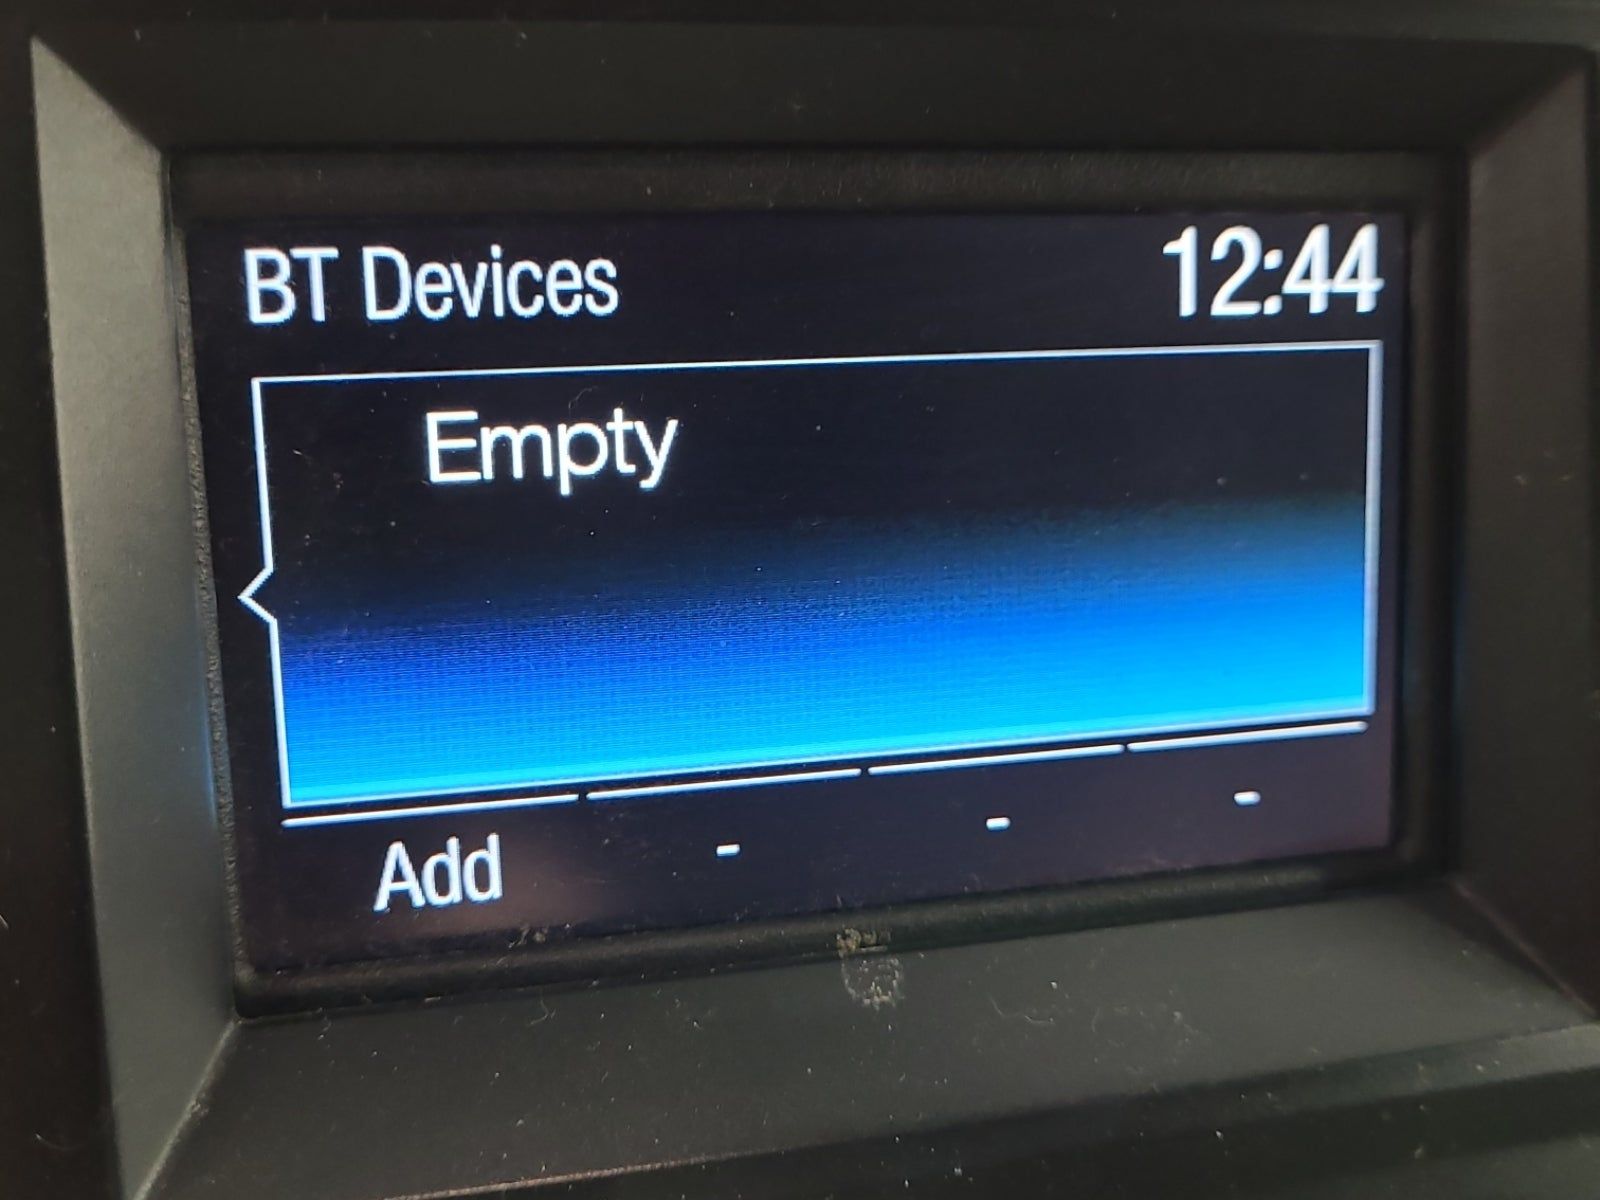 BT Devices 12:44
Empty
Add - - -